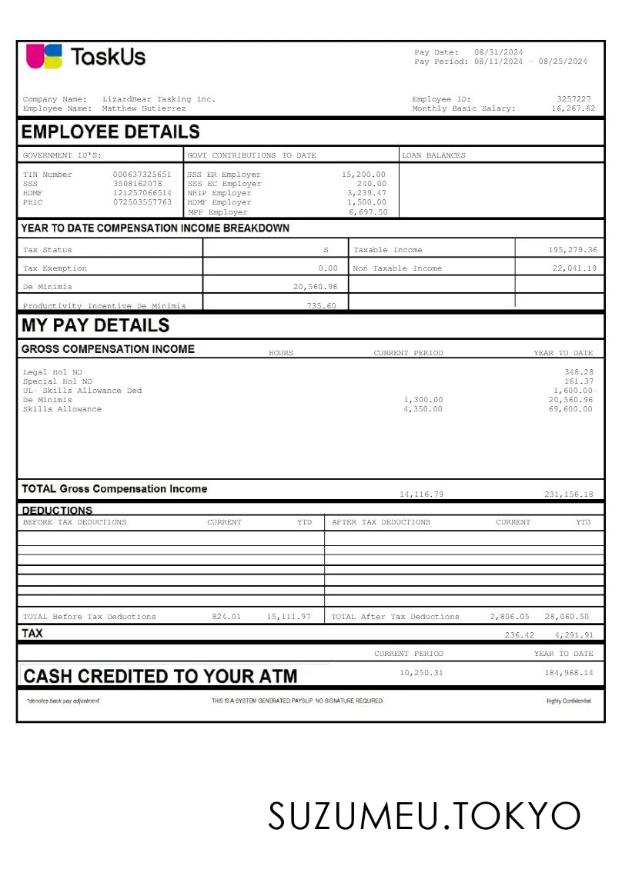 TaskUs
Pay Date: 08/31/2024
Pay Period: 08/11/2024 - 08/25/2024
Company Name: LizardBear Tasking Inc. Employee ID: 3257227
Employee Name: Matthew Gutierrez Monthly Basic Salary: 16,267.62
EMPLOYEE DETAILS
GOVERNMENT ID'S: GOVT CONTRIBUTIONS TO DATE LOAN BALANCES
TIN Number 000637325651 SSS ER Employer 15,200.00
SSS 3508162078 SSS EC Employer 240.00
HDMF 121257066514 NHIP Employer 3,239.47
PHIC 072503557763 HDMF Employer 1,500.00
MPF Employer 6,697.50
YEAR TO DATE COMPENSATION INCOME BREAKDOWN
Tax Status S Taxable Income 195,279.36
Tax Exemption 0.00 Non Taxable Income 22,041.19
De Minimis 20,560.96
Productivity Incentive De Minimis 735.60
MY PAY DETAILS
GROSS COMPENSATION INCOME HOURS CURRENT PERIOD YEAR TO DATE
Legal Hol ND 348.28
Special Hol ND 161.37
UL- Skills Allowance Ded 1,600.00-
De Minimis 1,300.00 20,560.96
Skills Allowance 4,350.00 69,600.00
TOTAL Gross Compensation Income 14,116.79 231,156.18
DEDUCTIONS
BEFORE TAX DEDUCTIONS CURRENT YTD AFTER TAX DEDUCTIONS CURRENT YTD
TOTAL Before Tax Deductions 824.01 15,111.97 TOTAL After Tax Deductions 2,806.05 28,060.50
TAX 236.42 4,291.91
CURRENT PERIOD YEAR TO DATE
CASH CREDITED TO YOUR ATM 10,250.31 184,968.14
*denotes back pay adjustment THIS IS A SYSTEM GENERATED PAYSLIP. NO SIGNATURE REQUIRED Highly Confidential
SUZUMEU.TOKYO